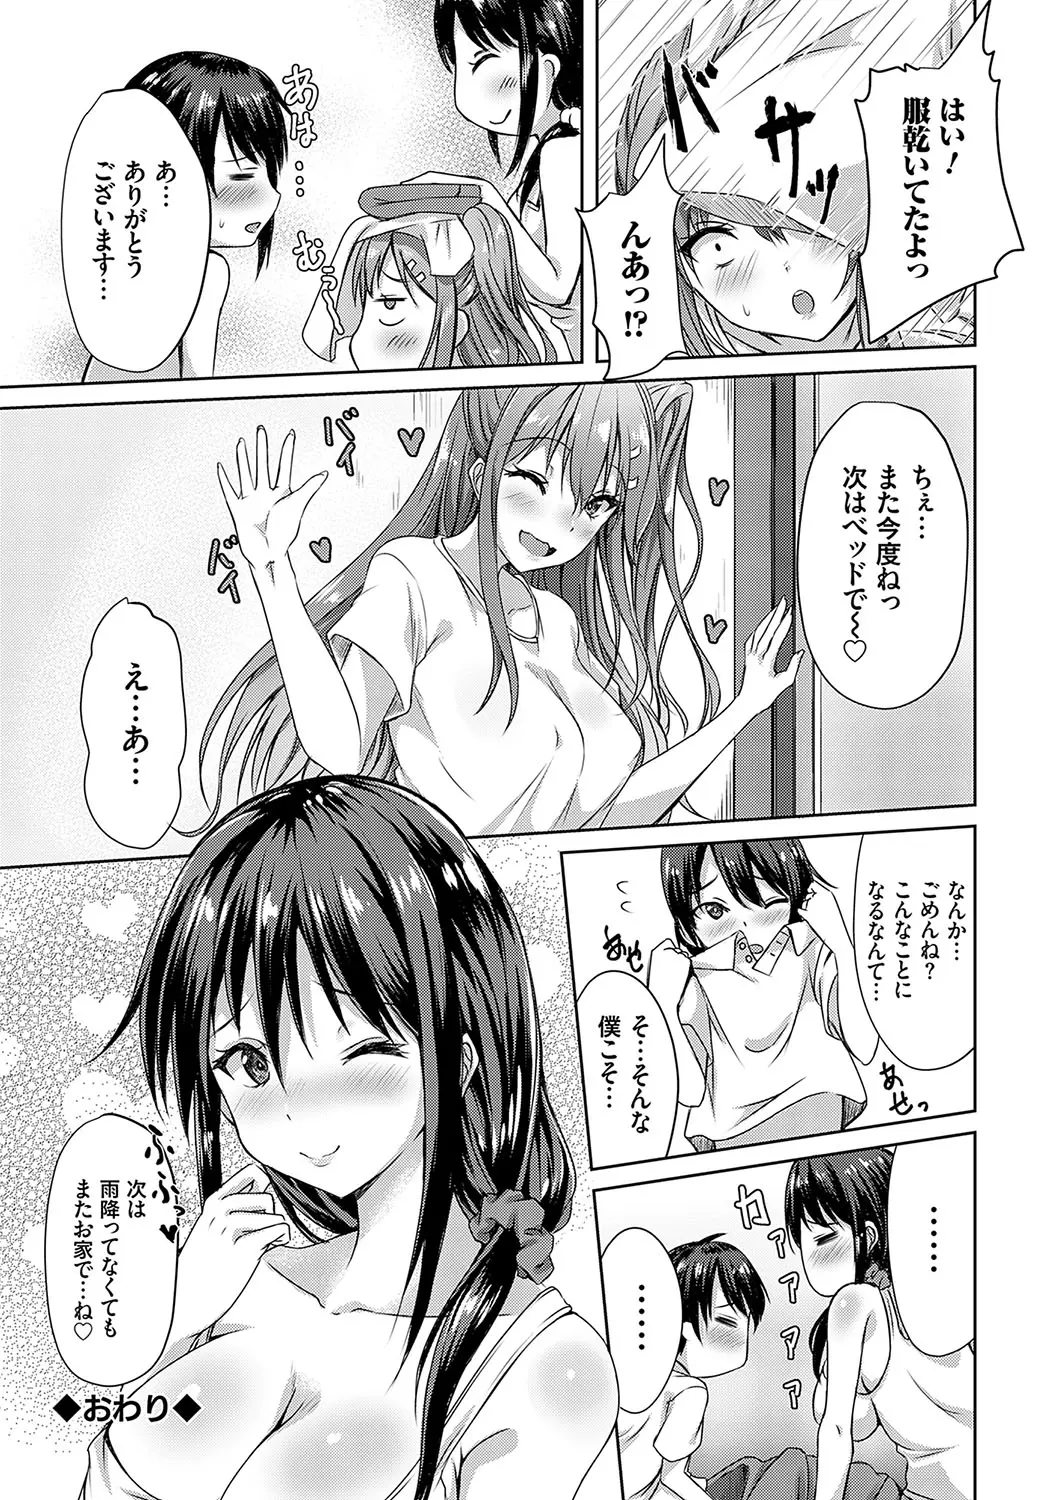 はい！
服乾いてたよっ
バサッ
んあっ!?
あは…
むぅ〜
あ…
ありがとう
ございます…
ちぇ…
また今度ねっ
次はベッドで〜♡
バイ
バイ
え…あ…
なんか…
ごめんね？
こんなことに
なるなんて…
あせ
あせっ
そ…そんな
僕こそ…
……
カァァァァ
……
ふふっ♥
次は
雨降ってなくても
またお家で…ね♡
◆おわり◆